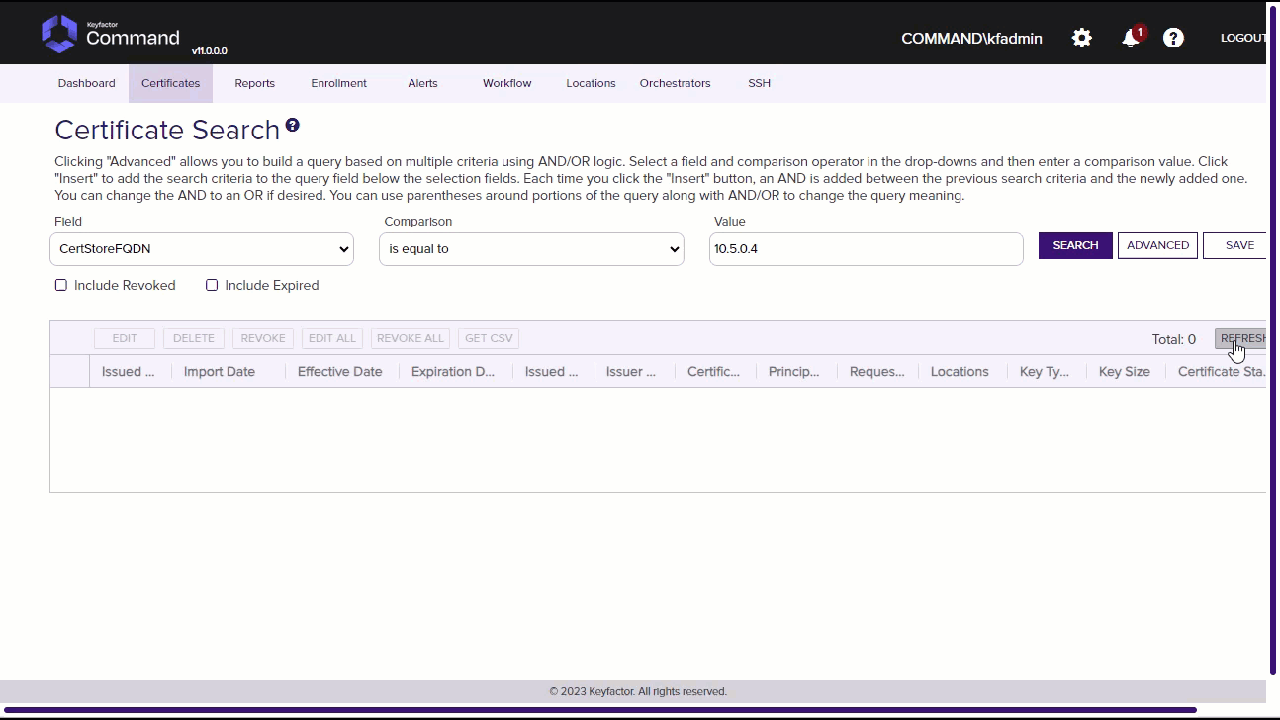 Keyfactor
Command
v11.0.0.0
COMMAND\kfadmin
1
?
LOGOUT
Dashboard
Certificates
Reports
Enrollment
Alerts
Workflow
Locations
Orchestrators
SSH
Certificate Search ?
Clicking "Advanced" allows you to build a query based on multiple criteria using AND/OR logic. Select a field and comparison operator in the drop-downs and then enter a comparison value. Click
"Insert" to add the search criteria to the query field below the selection fields. Each time you click the "Insert" button, an AND is added between the previous search criteria and the newly added one.
You can change the AND to an OR if desired. You can use parentheses around portions of the query along with AND/OR to change the query meaning.
Field
Comparison
Value
CertStoreFQDN
is equal to
10.5.0.4
SEARCH
ADVANCED
SAVE
Include Revoked
Include Expired
EDIT
DELETE
REVOKE
EDIT ALL
REVOKE ALL
GET CSV
Total: 0
REFRESH
Issued ...
Import Date
Effective Date
Expiration D...
Issued ...
Issuer ...
Certific...
Princip...
Reques...
Locations
Key Ty...
Key Size
Certificate Sta...
© 2023 Keyfactor. All rights reserved.